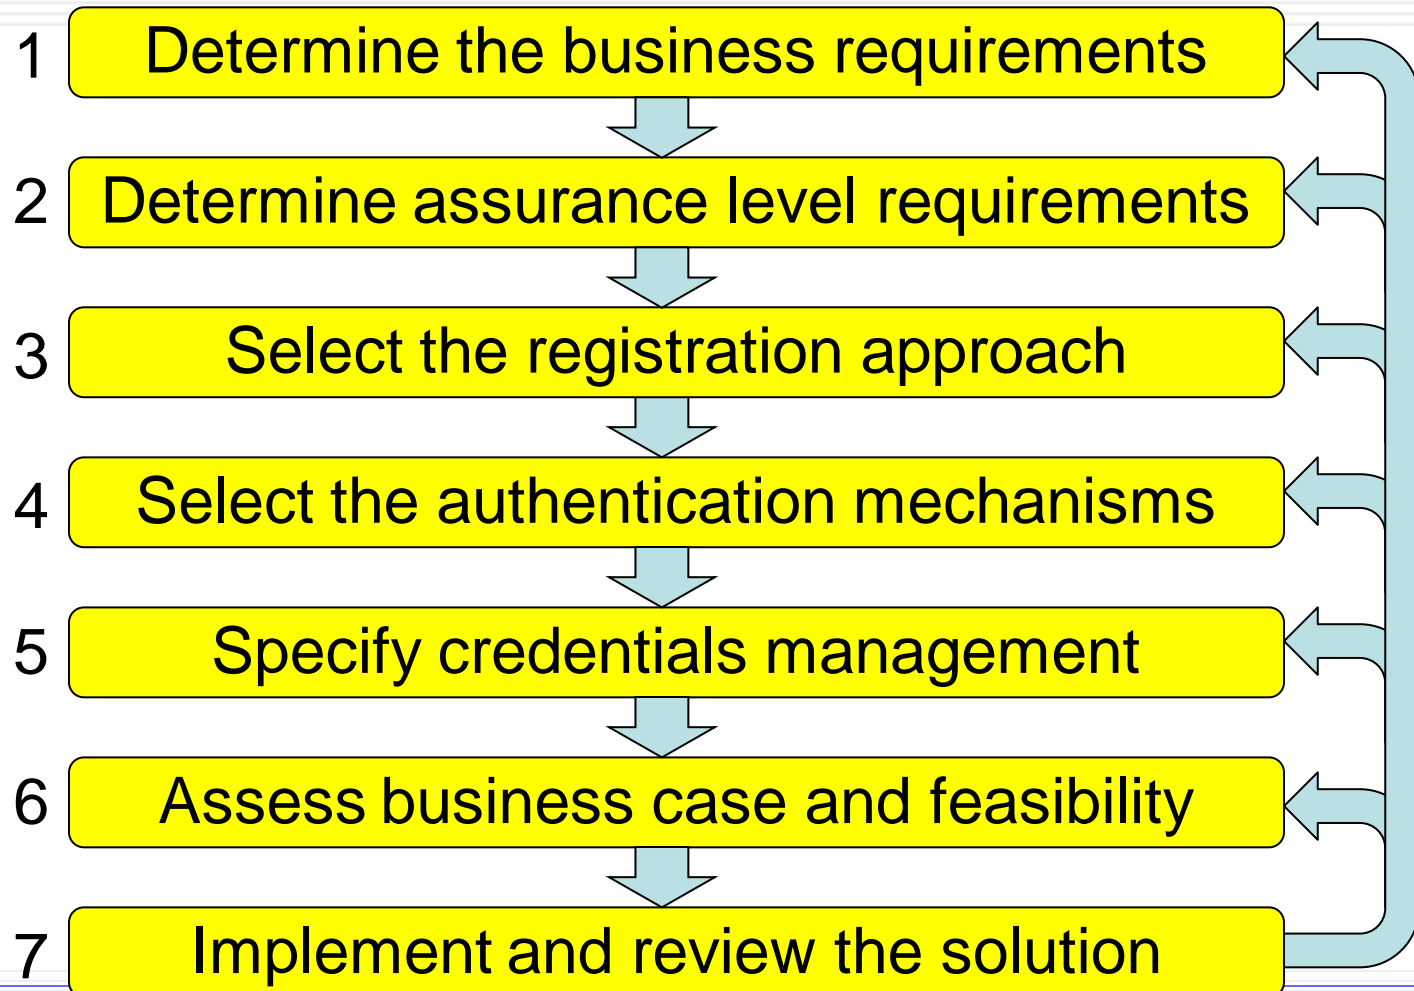 1 Determine the business requirements
2 Determine assurance level requirements
3 Select the registration approach
4 Select the authentication mechanisms
5 Specify credentials management
6 Assess business case and feasibility
7 Implement and review the solution